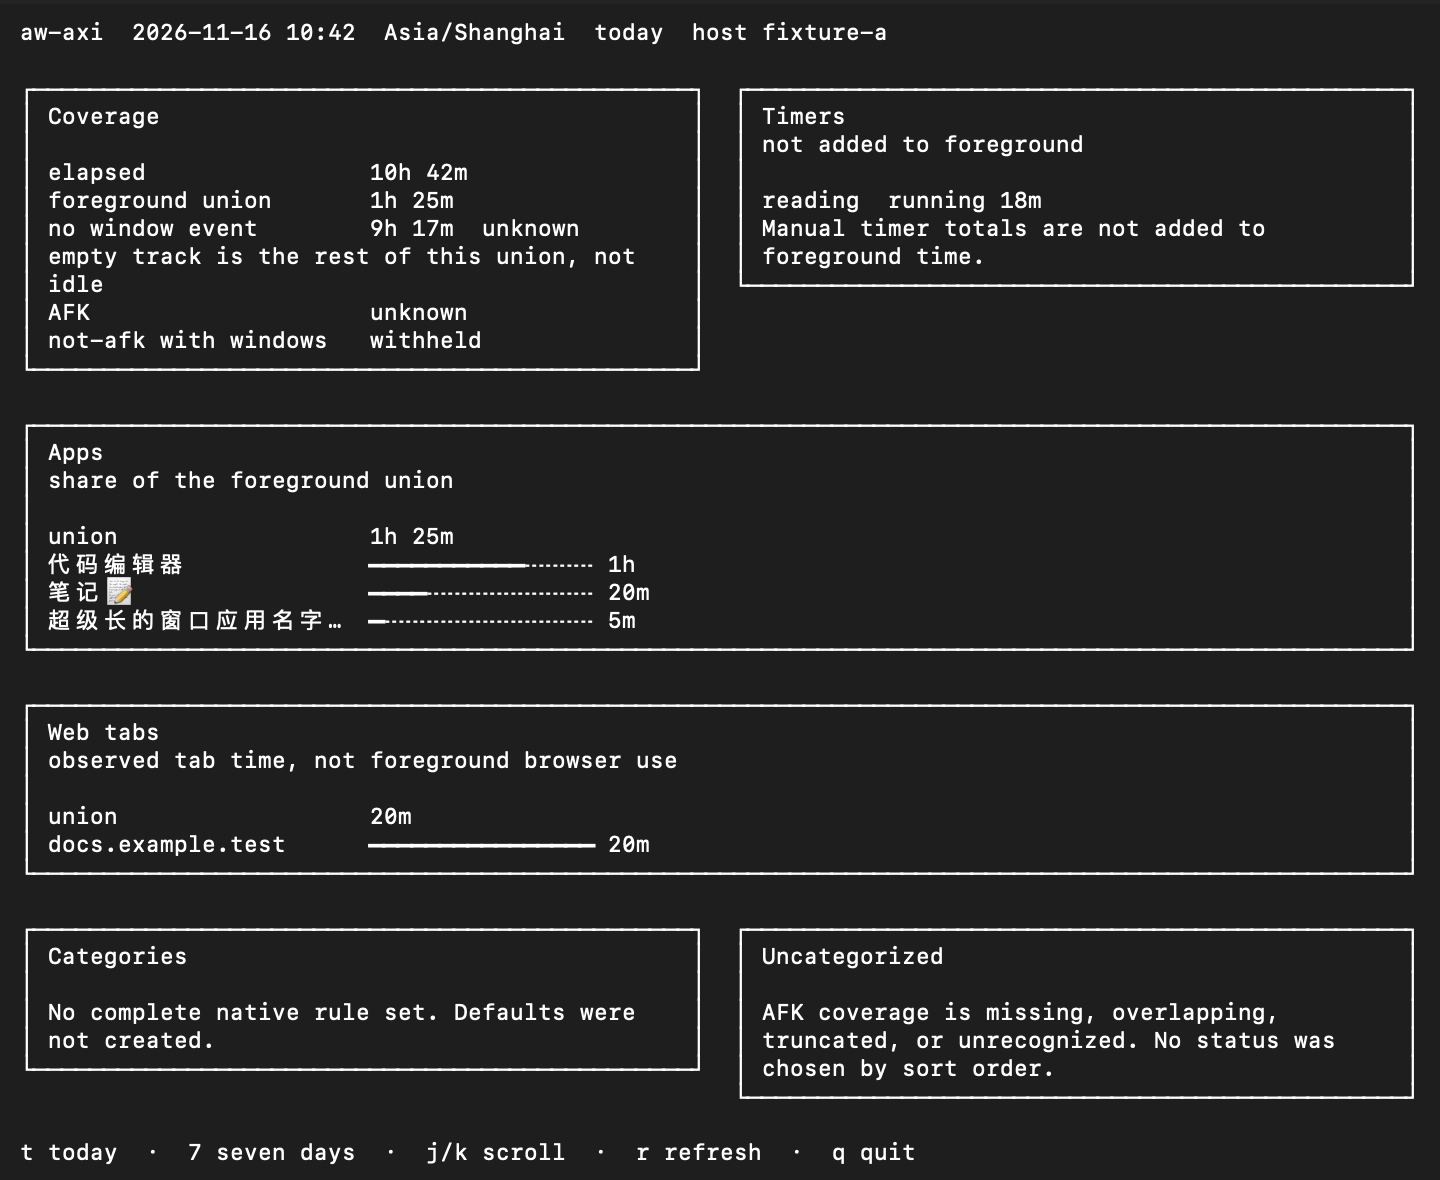 aw-axi  2026-11-16 10:42  Asia/Shanghai  today  host fixture-a
Coverage
elapsed  10h 42m
foreground union  1h 25m
no window event  9h 17m  unknown
empty track is the rest of this union, not
idle
AFK  unknown
not-afk with windows  withheld
Timers
not added to foreground
reading  running 18m
Manual timer totals are not added to
foreground time.
Apps
share of the foreground union
union  1h 25m
代码编辑器  1h
笔记📝  20m
超级长的窗口应用名字…  5m
Web tabs
observed tab time, not foreground browser use
union  20m
docs.example.test  20m
Categories
No complete native rule set. Defaults were
not created.
Uncategorized
AFK coverage is missing, overlapping,
truncated, or unrecognized. No status was
chosen by sort order.
t today  ·  7 seven days  ·  j/k scroll  ·  r refresh  ·  q quit